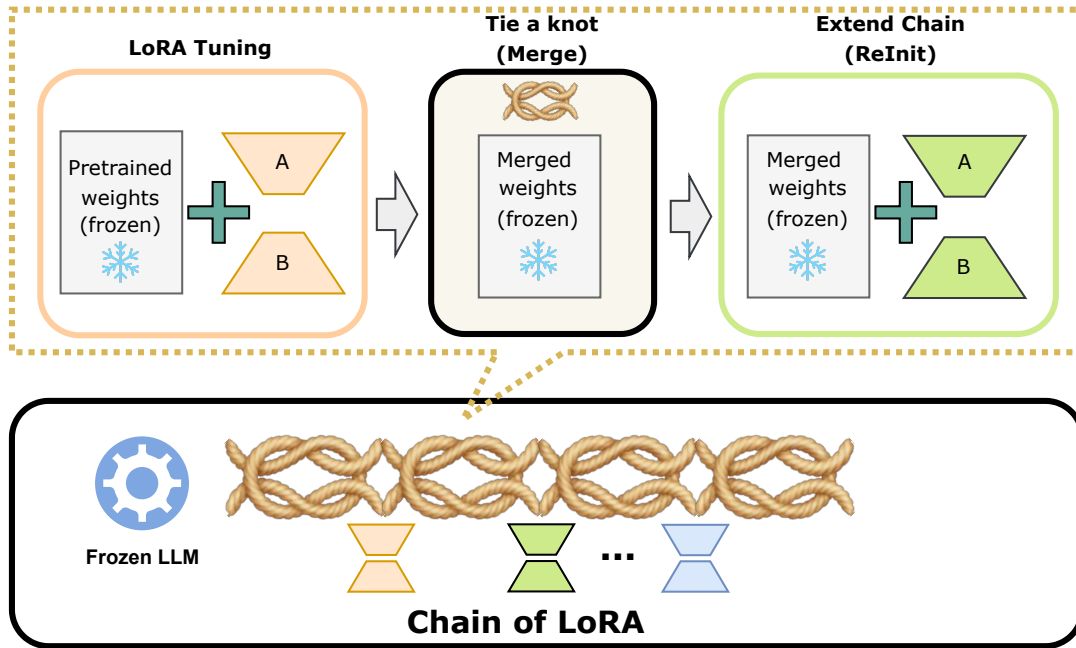 LoRA Tuning
Tie a knot
(Merge)
Extend Chain
(ReInit)
Pretrained
weights
(frozen)
A
B
Merged
weights
(frozen)
Merged
weights
(frozen)
A
B
Frozen LLM
...
Chain of LoRA